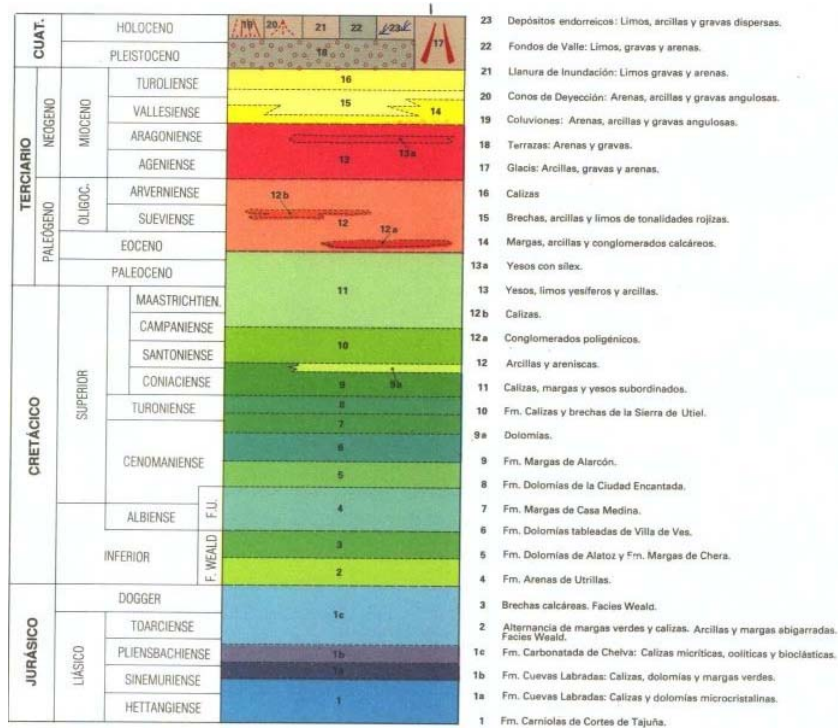 CUAT.
HOLOCENO
PLEISTOCENO
TERCIARIO
NEOGENO
MIOCENO
TUROLIENSE
VALLESIENSE
ARAGONIENSE
AGENIENSE
PALEÓGENO
OLIGOC.
ARVERNIENSE
SUEVIENSE
EOCENO
PALEOCENO
CRETÁCICO
SUPERIOR
MAASTRICHTIEN.
CAMPANIENSE
SANTONIENSE
CONIACIENSE
TURONIENSE
CENOMANIENSE
ALBIENSE
F.U.
INFERIOR
F. WEALD
JURÁSICO
DOGGER
LIÁSICO
TOARCIENSE
PLIENSBACHIENSE
SINEMURIENSE
HETTANGIENSE
19 20 21 22 23
18 17
16
15
14
13a
13
12b
12
12a
11
10
9 9a
8
7
6
5
4
3
2
1c
1b
1a
1
23 Depósitos endorreicos: Limos, arcillas y gravas dispersas.
22 Fondos de Valle: Limos, gravas y arenas.
21 Llanura de Inundación: Limos gravas y arenas.
20 Conos de Deyección: Arenas, arcillas y gravas angulosas.
19 Coluviones: Arenas, arcillas y gravas angulosas.
18 Terrazas: Arenas y gravas.
17 Glacis: Arcillas, gravas y arenas.
16 Calizas
15 Brechas, arcillas y limos de tonalidades rojizas.
14 Margas, arcillas y conglomerados calcáreos.
13a Yesos con sílex.
13 Yesos, limos yesíferos y arcillas.
12b Calizas.
12a Conglomerados poligénicos.
12 Arcillas y areniscas.
11 Calizas, margas y yesos subordinados.
10 Fm. Calizas y brechas de la Sierra de Utiel.
9a Dolomías.
9 Fm. Margas de Alarcón.
8 Fm. Dolomías de la Ciudad Encantada.
7 Fm. Margas de Casa Medina.
6 Fm. Dolomías tableadas de Villa de Ves.
5 Fm. Dolomías de Alatoz y Fm. Margas de Chera.
4 Fm. Arenas de Utrillas.
3 Brechas calcáreas. Facies Weald.
2 Alternancia de margas verdes y calizas. Arcillas y margas abigarradas.
Facies Weald.
1c Fm. Carbonatada de Chelva: Calizas micríticas, oolíticas y bioclásticas.
1b Fm. Cuevas Labradas: Calizas, dolomías y margas verdes.
1a Fm. Cuevas Labradas: Calizas y dolomías microcristalinas.
1 Fm. Carniolas de Cortes de Tajuña.